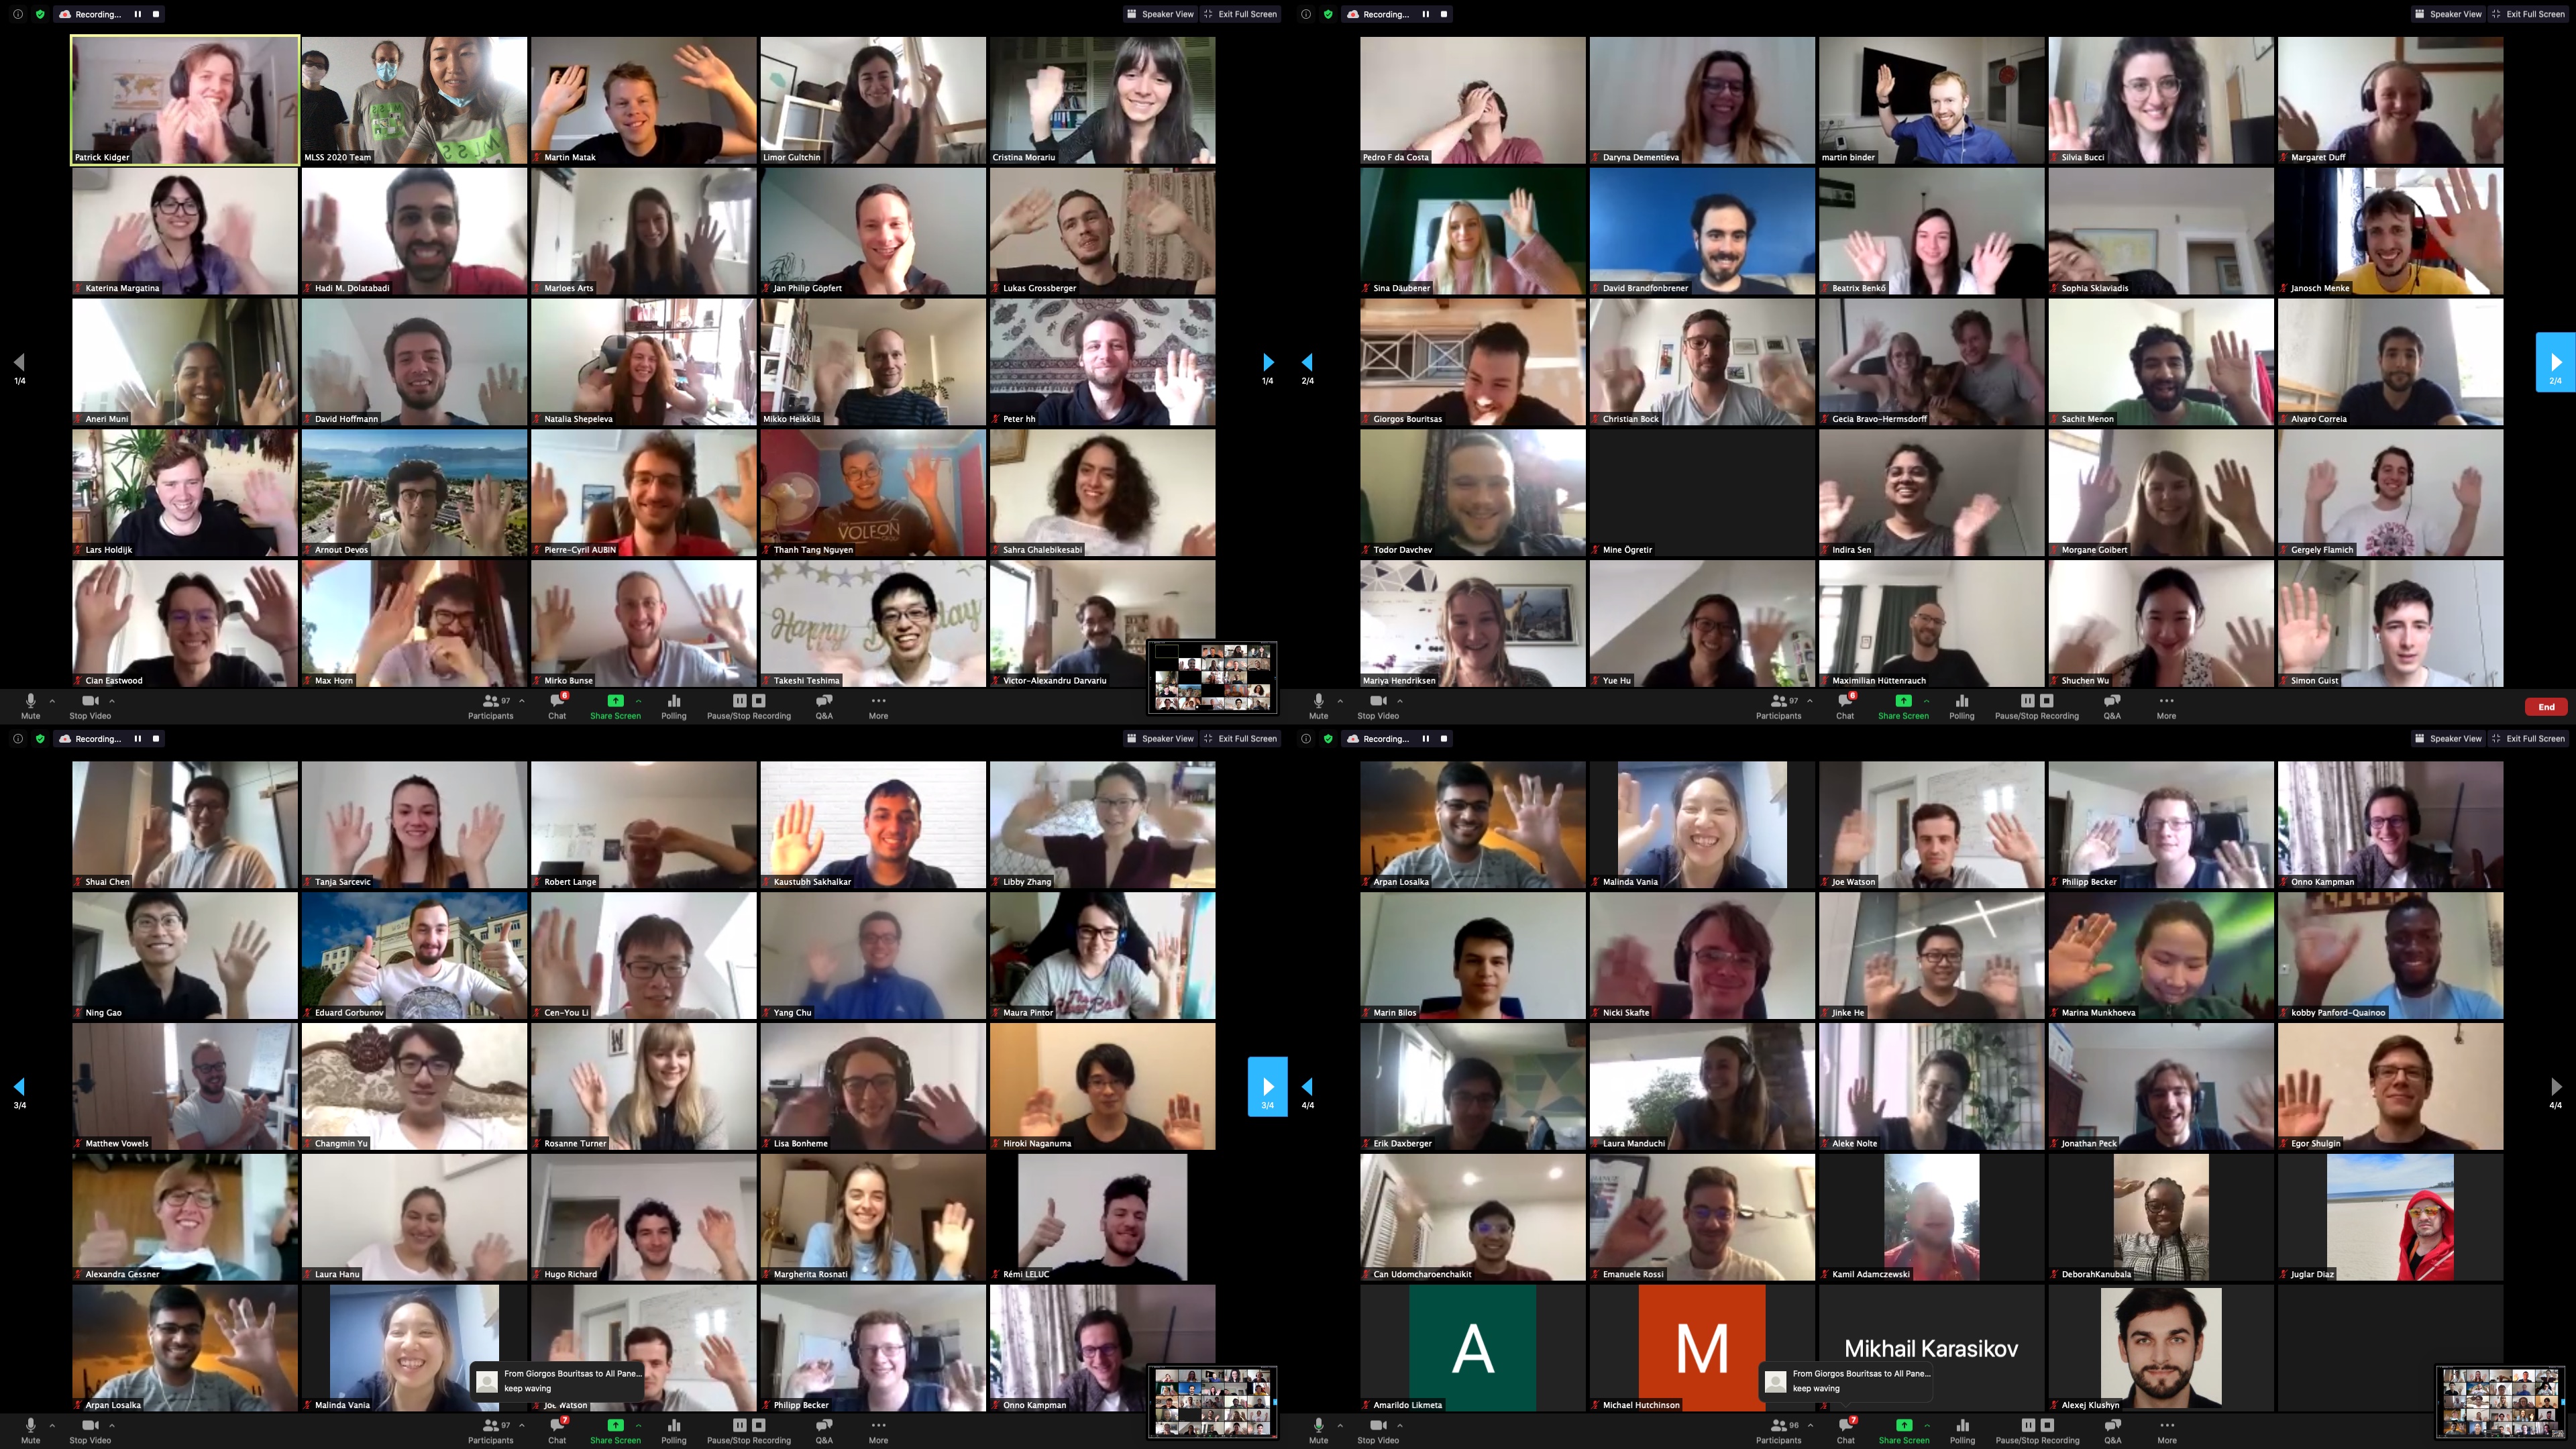 Recording...
Speaker View
Exit Full Screen
Patrick Kidger
MLSS 2020 Team
Martin Matak
Limor Gultchin
Cristina Morariu
Katerina Margatina
Hadi M. Dolatabadi
Marloes Arts
Jan Philip Göpfert
Lukas Grossberger
Aneri Muni
David Hoffmann
Natalia Shepeleva
Mikko Heikkilä
Peter hh
1/4
1/4
Lars Holdijk
Arnout Devos
Pierre-Cyril AUBIN
THE VOLEON
Thanh Tang Nguyen
Sahra Ghalebikesabi
Cian Eastwood
Max Horn
Mirko Bunse
Happy Birthday
Takeshi Teshima
Victor-Alexandru Darvariu
Mute
Stop Video
Participants 97
Chat 6
Share Screen
Polling
Pause/Stop Recording
Q&A
More
Recording...
Speaker View
Exit Full Screen
Pedro F da Costa
Daryna Dementieva
martin binder
Silvia Bucci
Margaret Duff
Sina Däubener
David Brandfonbrener
Beatrix Benkő
Sophia Sklaviadis
Janosch Menke
Giorgos Bouritsas
Christian Bock
Gecia Bravo-Hermsdorff
Sachit Menon
Alvaro Correia
2/4
2/4
Todor Davchev
Mine Ögretir
Indira Sen
Morgane Goibert
Gergely Flamich
Mariya Hendriksen
Yue Hu
Maximilian Hüttenrauch
Shuchen Wu
Simon Guist
Mute
Stop Video
Participants 97
Chat 6
Share Screen
Polling
Pause/Stop Recording
Q&A
More
End
Recording...
Speaker View
Exit Full Screen
Shuai Chen
Tanja Sarcevic
Robert Lange
Kaustubh Sakhalkar
Libby Zhang
Ning Gao
Eduard Gorbunov
Cen-You Li
Yang Chu
Maura Pintor
Matthew Vowels
Changmin Yu
Rosanne Turner
Lisa Bonheme
Hiroki Naganuma
3/4
3/4
Alexandra Gessner
Laura Hanu
Hugo Richard
Margherita Rosnati
Rémi LELUC
Arpan Losalka
Malinda Vania
Joe Watson
Philipp Becker
Onno Kampman
From Giorgos Bouritsas to All Pane...
keep waving
Mute
Stop Video
Participants 97
Chat 7
Share Screen
Polling
Pause/Stop Recording
Q&A
More
Recording...
Speaker View
Exit Full Screen
Arpan Losalka
Malinda Vania
Joe Watson
Philipp Becker
Onno Kampman
Marin Bilos
Nicki Skafte
Jinke He
Marina Munkhoeva
kobby Panford-Quainoo
Erik Daxberger
Laura Manduchi
Aleke Nolte
Jonathan Peck
Egor Shulgin
4/4
4/4
Can Udomcharoenchaikit
Emanuele Rossi
Kamil Adamczewski
DeborahKanubala
Juglar Diaz
A
M
Mikhail Karasikov
Amarildo Likmeta
Michael Hutchinson
Alexej Klushyn
From Giorgos Bouritsas to All Pane...
keep waving
Mute
Stop Video
Participants 96
Chat 7
Share Screen
Polling
Pause/Stop Recording
Q&A
More